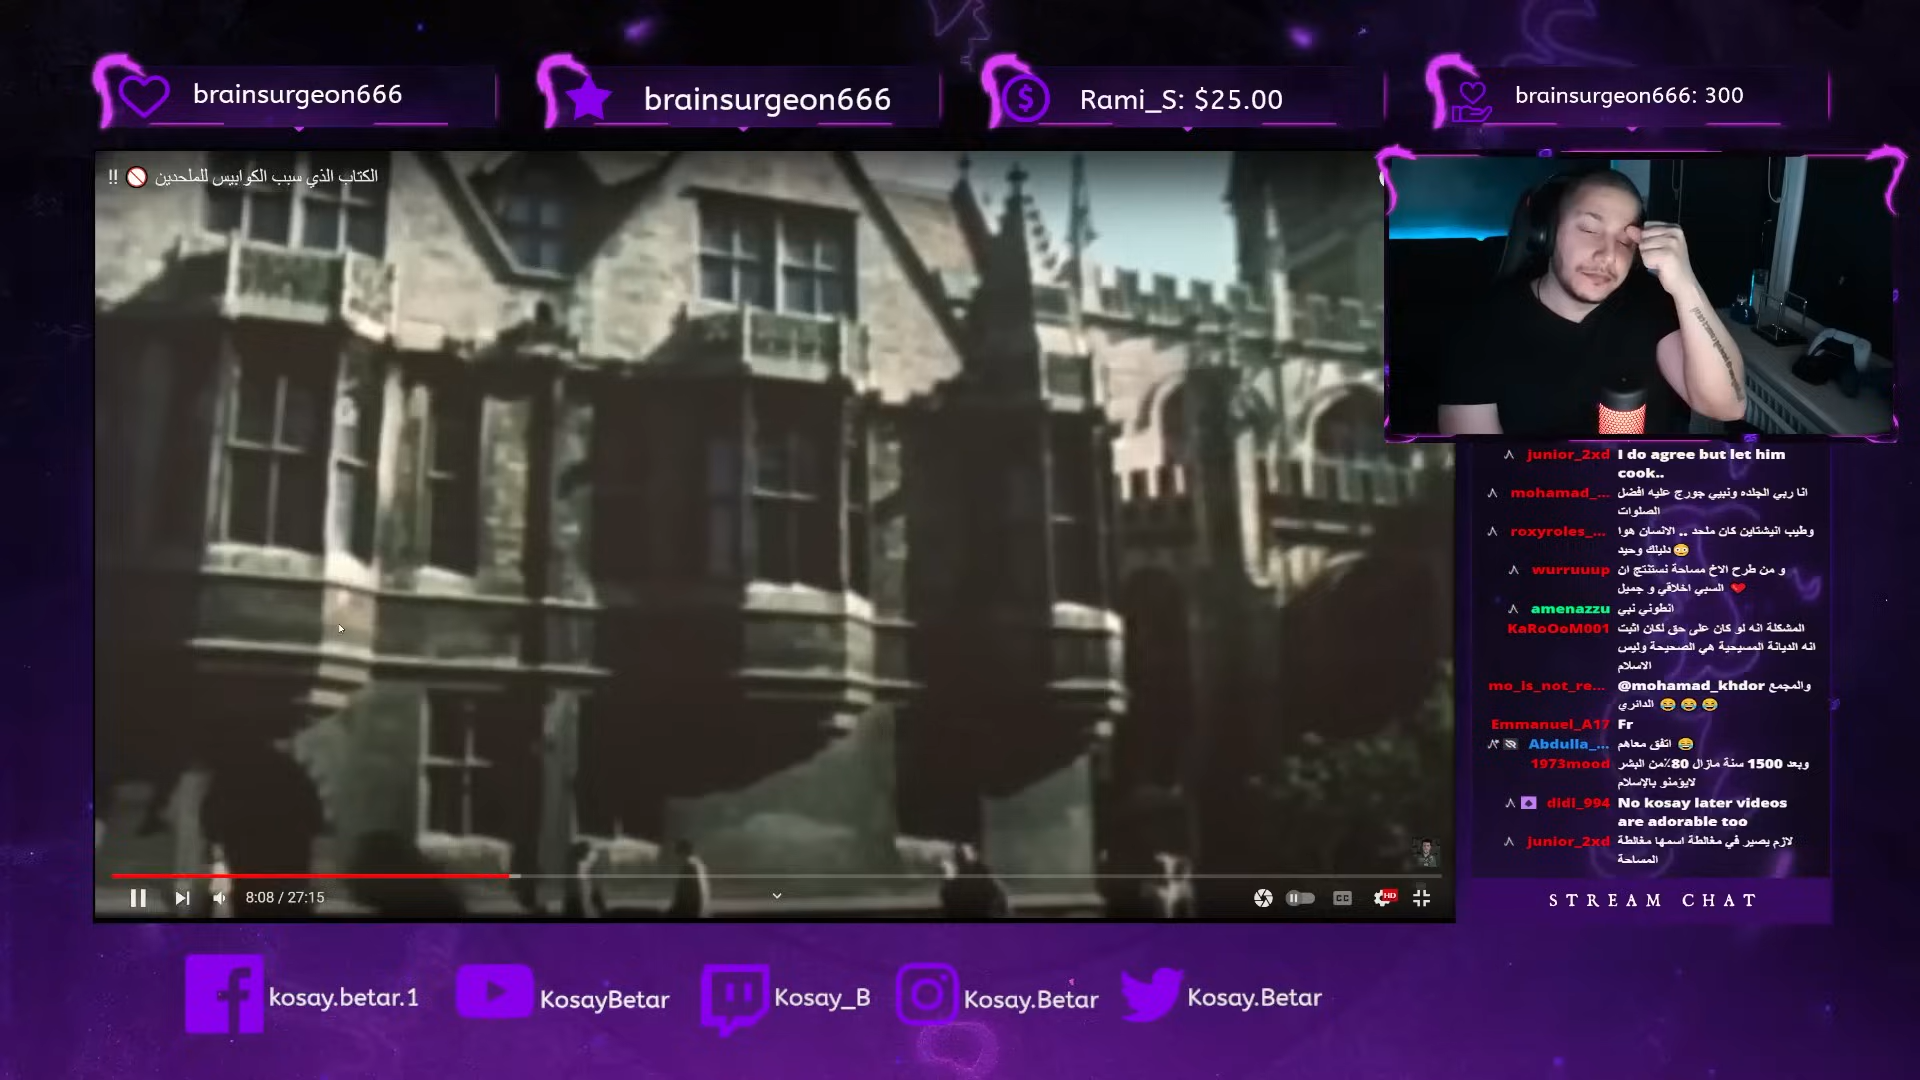 brainsurgeon666
brainsurgeon666
Rami_S: $25.00
brainsurgeon666: 300
الكتاب الذي سبب الكوابيس للملحدين 🚫 !!
junior_2xd I do agree but let him
cook..
mohamad_... انا ربي الجلده ونبيي جورج عليه افضل
الصلوات
roxyroles_... وطيب انيشتاين كان ملحد .. الانسان هوا
دليلك وحيد😳
wurruuup و من طرح الاخ مساحة نستنتج ان
السبي اخلاقي و جميل ❤️
amenazzu انطوني نبي
KaRoOoM001 المشكلة انه لو كان على حق لكان اثبت
انه الديانة المسيحية هي الصحيحة وليس
الاسلام
mo_is_not_re... @mohamad_khdor والمجمع
الدائري 😂 😂 😂
Emmanuel_A17 Fr
Abdulla_... اتفق معاهم 😂
1973mood وبعد 1500 سنة مازال 80٪من البشر
لايؤمنو بالإسلام
didi_994 No kosay later videos
are adorable too
junior_2xd لازم يصير في مغالطة اسمها مغالطة
المساحة
8:08 / 27:15
CC
HD
STREAM CHAT
kosay.betar.1
KosayBetar
Kosay_B
Kosay.Betar
Kosay.Betar